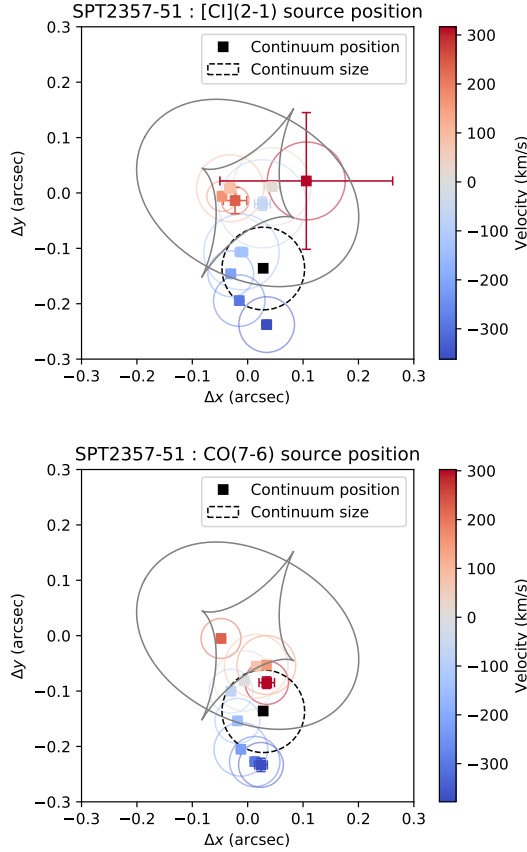 SPT2357-51 : [CI](2-1) source position
Continuum position
Continuum size
0.3
0.2
0.1
0.0
−0.1
−0.2
−0.3
Δy (arcsec)
−0.3 −0.2 −0.1 0.0 0.1 0.2 0.3
Δx (arcsec)
300
200
100
0
−100
−200
−300
Velocity (km/s)
SPT2357-51 : CO(7-6) source position
Continuum position
Continuum size
0.3
0.2
0.1
0.0
−0.1
−0.2
−0.3
Δy (arcsec)
−0.3 −0.2 −0.1 0.0 0.1 0.2 0.3
Δx (arcsec)
300
200
100
0
−100
−200
−300
Velocity (km/s)